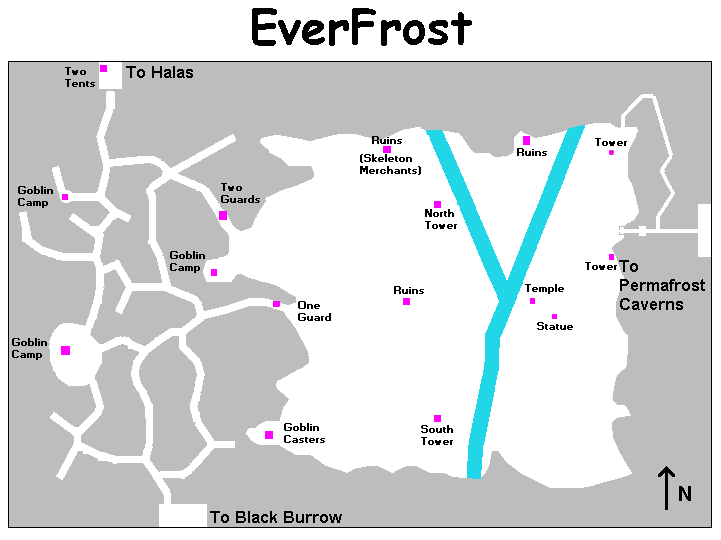 EverFrost
Two
Tents
To Halas
Ruins
(Skeleton
Merchants)
Ruins
Tower
Goblin
Camp
Two
Guards
North
Tower
Goblin
Camp
Tower
To
Permafrost
Caverns
Ruins
Temple
One
Guard
Statue
Goblin
Camp
Goblin
Casters
South
Tower
N
To Black Burrow